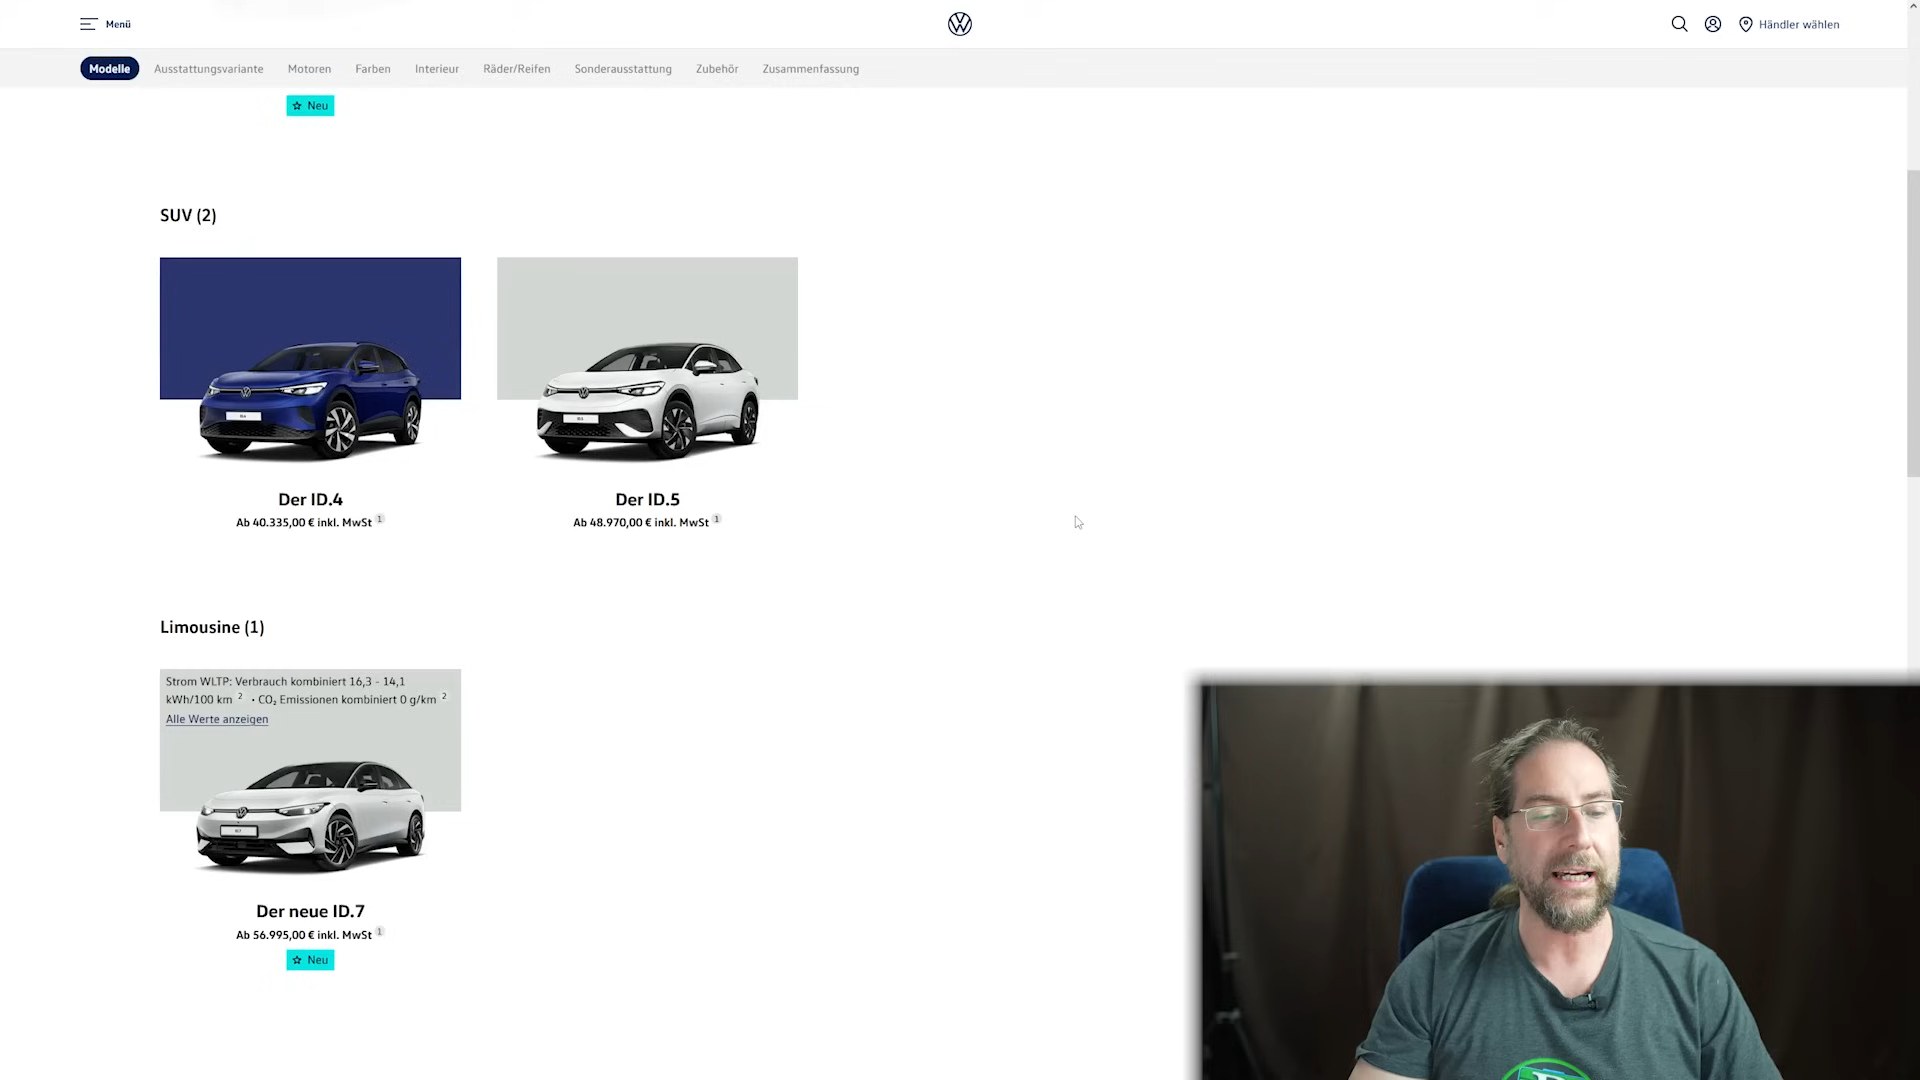 Menü
Händler wählen
Modelle
Ausstattungsvariante
Motoren
Farben
Interieur
Räder/Reifen
Sonderausstattung
Zubehör
Zusammenfassung
Neu
SUV (2)
Der ID.4
Ab 40.335,00 € inkl. MwSt 1
Der ID.5
Ab 48.970,00 € inkl. MwSt 1
Limousine (1)
Strom WLTP: Verbrauch kombiniert 16,3 - 14,1
kWh/100 km 2 • CO₂ Emissionen kombiniert 0 g/km 2
Alle Werte anzeigen
Der neue ID.7
Ab 56.995,00 € inkl. MwSt 1
Neu